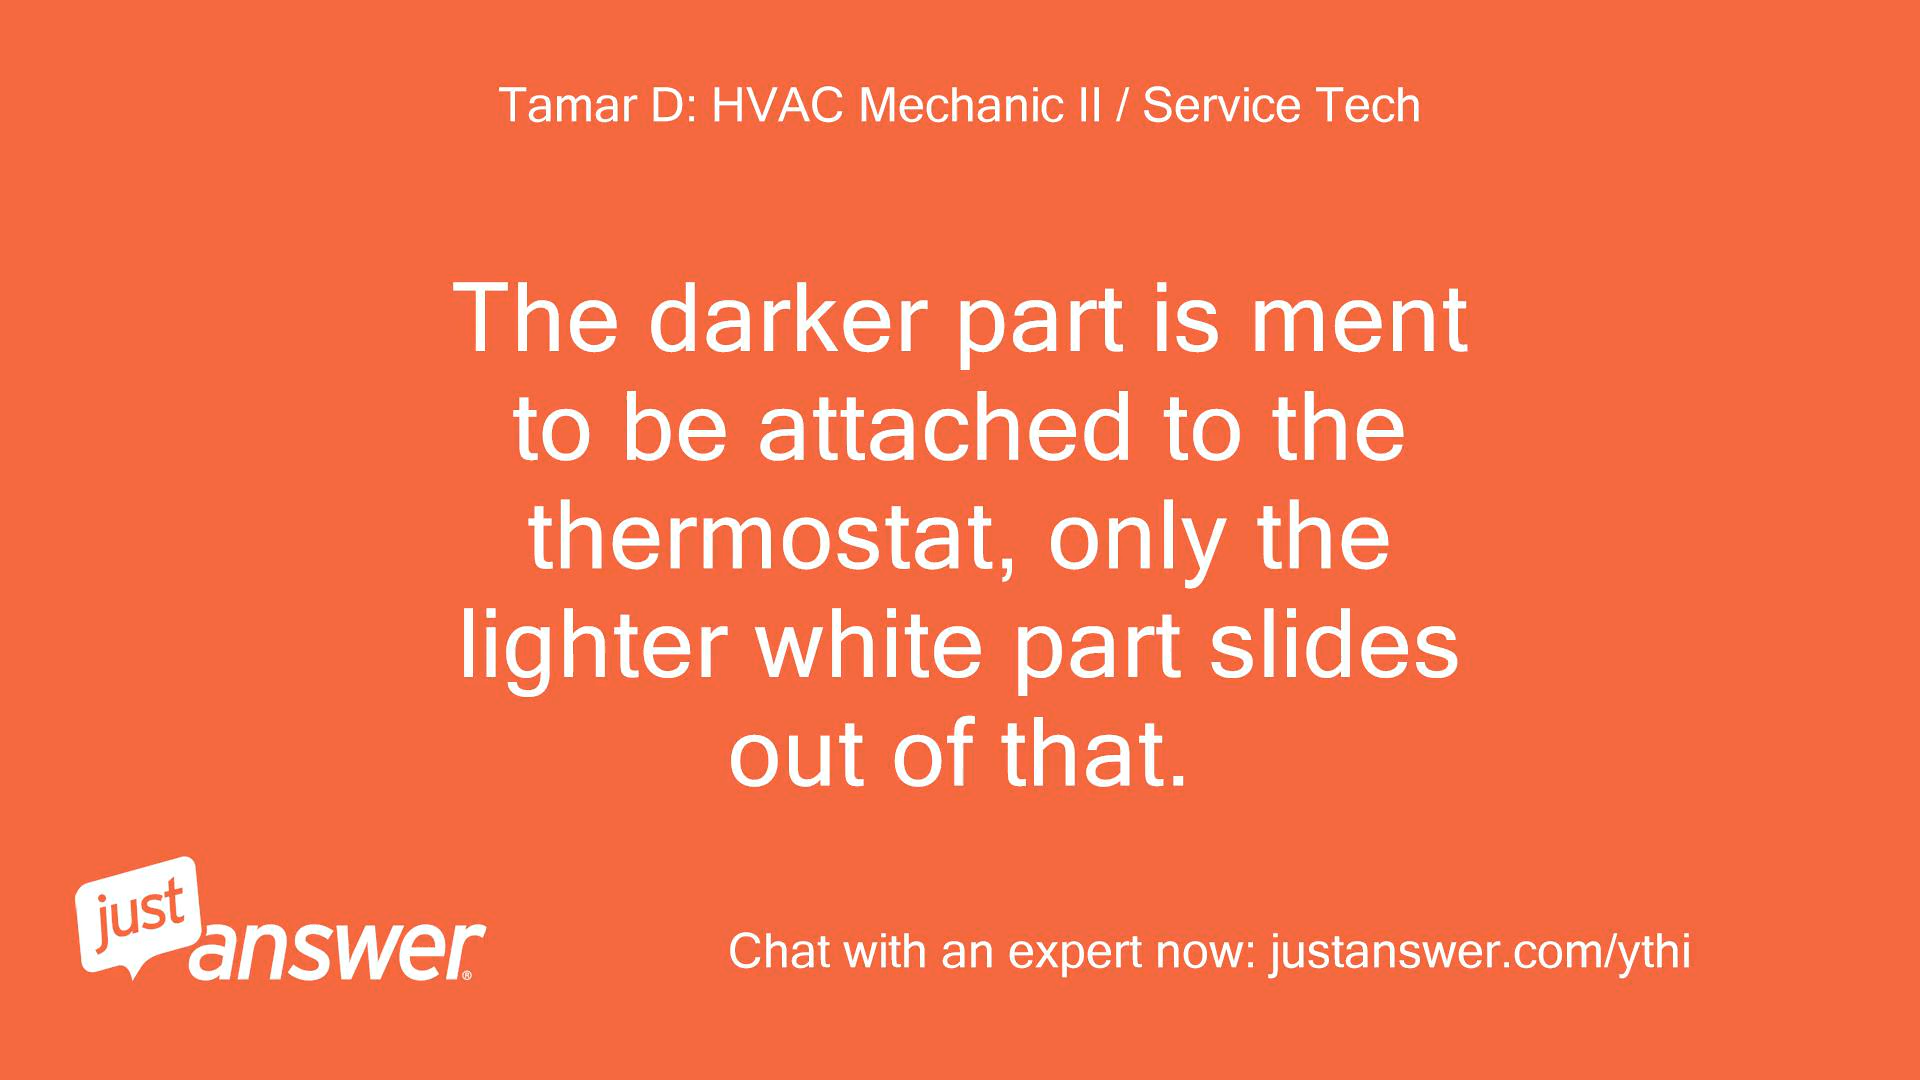 Tamar D: HVAC Mechanic II / Service Tech
The darker part is ment
to be attached to the
thermostat, only the
lighter white part slides
out of that.
just
answer®
Chat with an expert now: justanswer.com/ythi